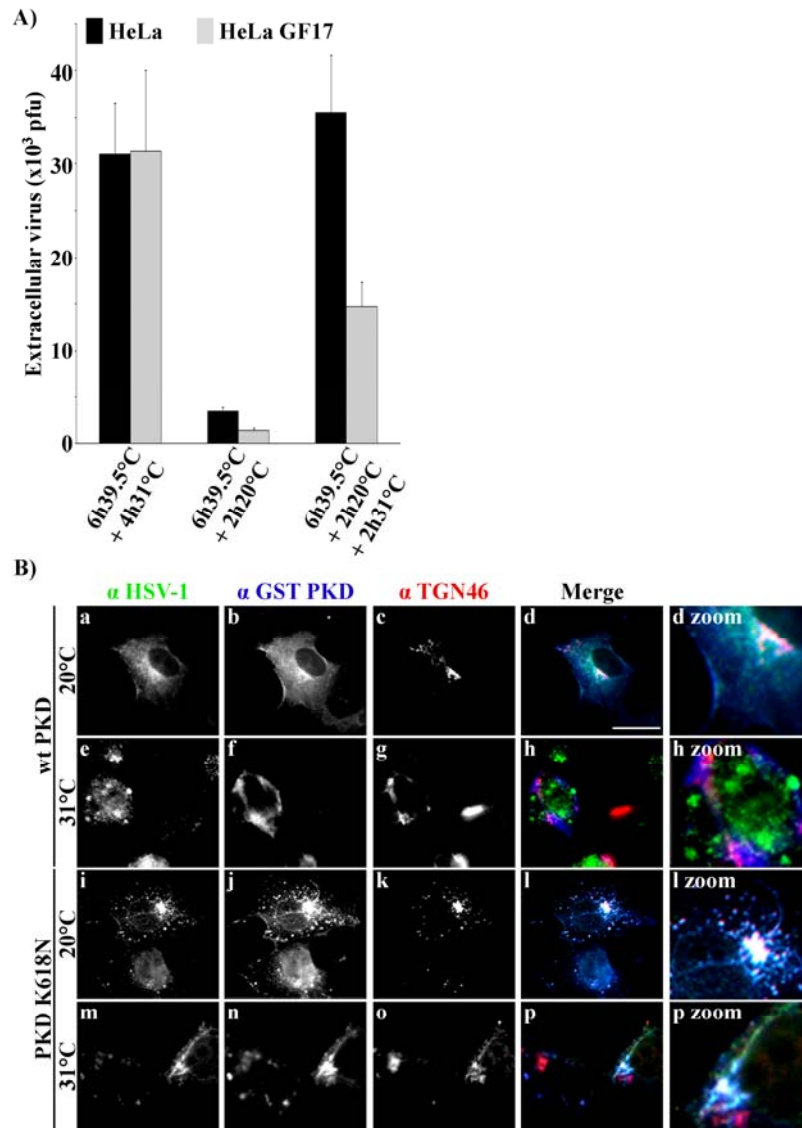 A)
HeLa HeLa GF17
Extracellular virus (x10³ pfu)
40
30
20
10
0
6h39.5°C
+ 4h31°C
6h39.5°C
+ 2h20°C
6h39.5°C
+ 2h20°C
+ 2h31°C
B)
α HSV-1 α GST PKD α TGN46 Merge
wt PKD
20°C
a b c d d zoom
31°C
e f g h h zoom
PKD K618N
20°C
i j k l l zoom
31°C
m n o p p zoom